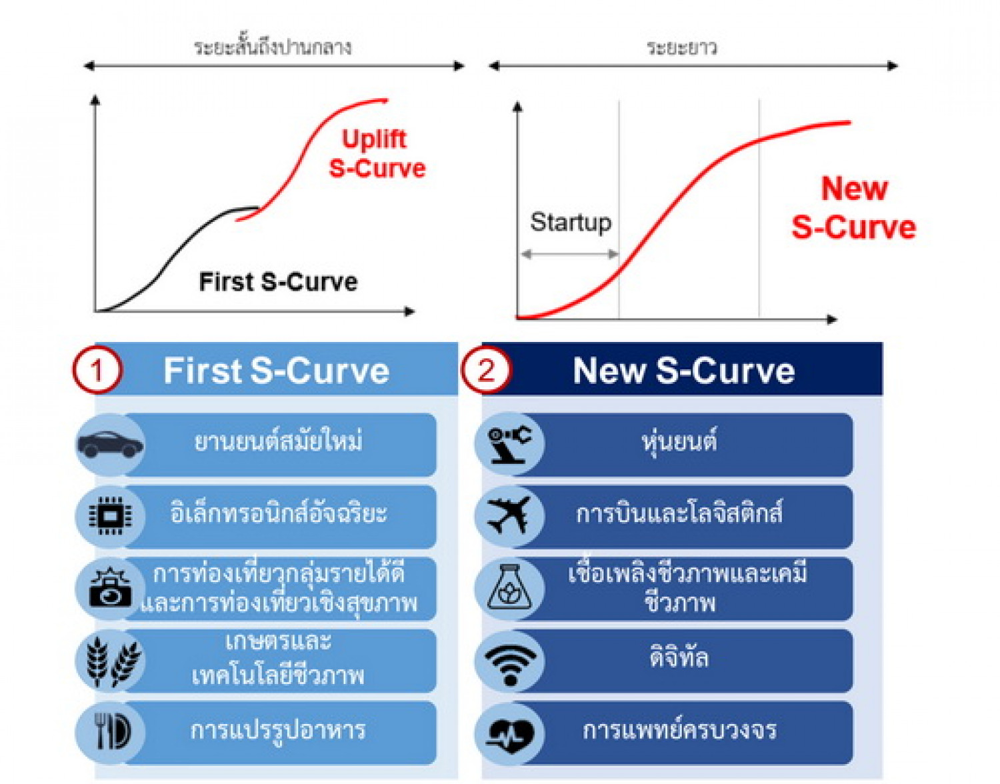 ระยะสั้นถึงปานกลาง
ระยะยาว
Uplift
S-Curve
First S-Curve
Startup
New
S-Curve
1
First S-Curve
ยานยนต์สมัยใหม่
อิเล็กทรอนิกส์อัจฉริยะ
การท่องเที่ยวกลุ่มรายได้ดี
และการท่องเที่ยวเชิงสุขภาพ
เกษตรและ
เทคโนโลยีชีวภาพ
การแปรรูปอาหาร
2
New S-Curve
หุ่นยนต์
การบินและโลจิสติกส์
เชื้อเพลิงชีวภาพและเคมี
ชีวภาพ
ดิจิทัล
การแพทย์ครบวงจร